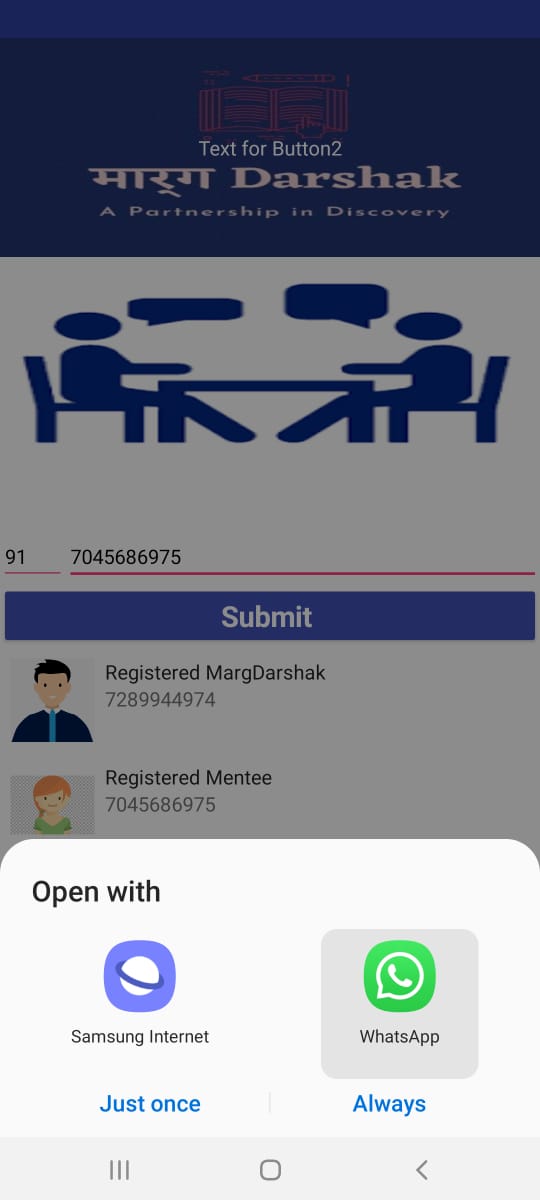 Text for Button2
मार्ग Darshak
A Partnership in Discovery
91 7045686975
Submit
Registered MargDarshak
7289944974
Registered Mentee
7045686975
Open with
Samsung Internet WhatsApp
Just once Always